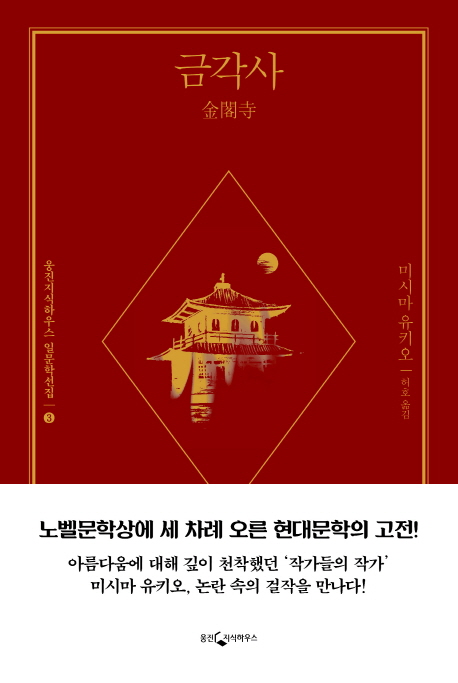 금각사
金閣寺
웅진지식하우스 일문학선집 3
미시마 유키오 | 허호 옮김
노벨문학상에 세 차례 오른 현대문학의 고전!
아름다움에 대해 깊이 천착했던 ‘작가들의 작가’
미시마 유키오, 논란 속의 걸작을 만나다!
웅진 지식하우스